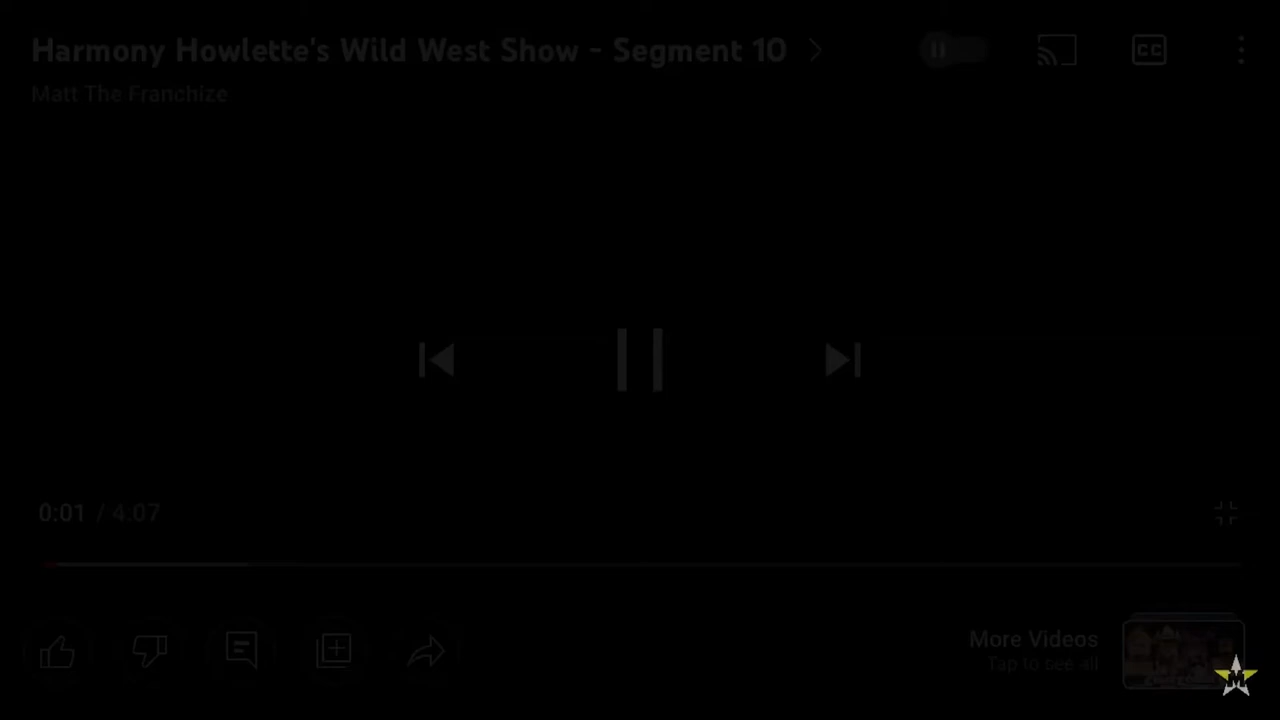 Harmony Howlette's Wild West Show - Segment 10
CC
Matt The Franchize
0:01 / 4:07
More Videos
Tap to see all
M